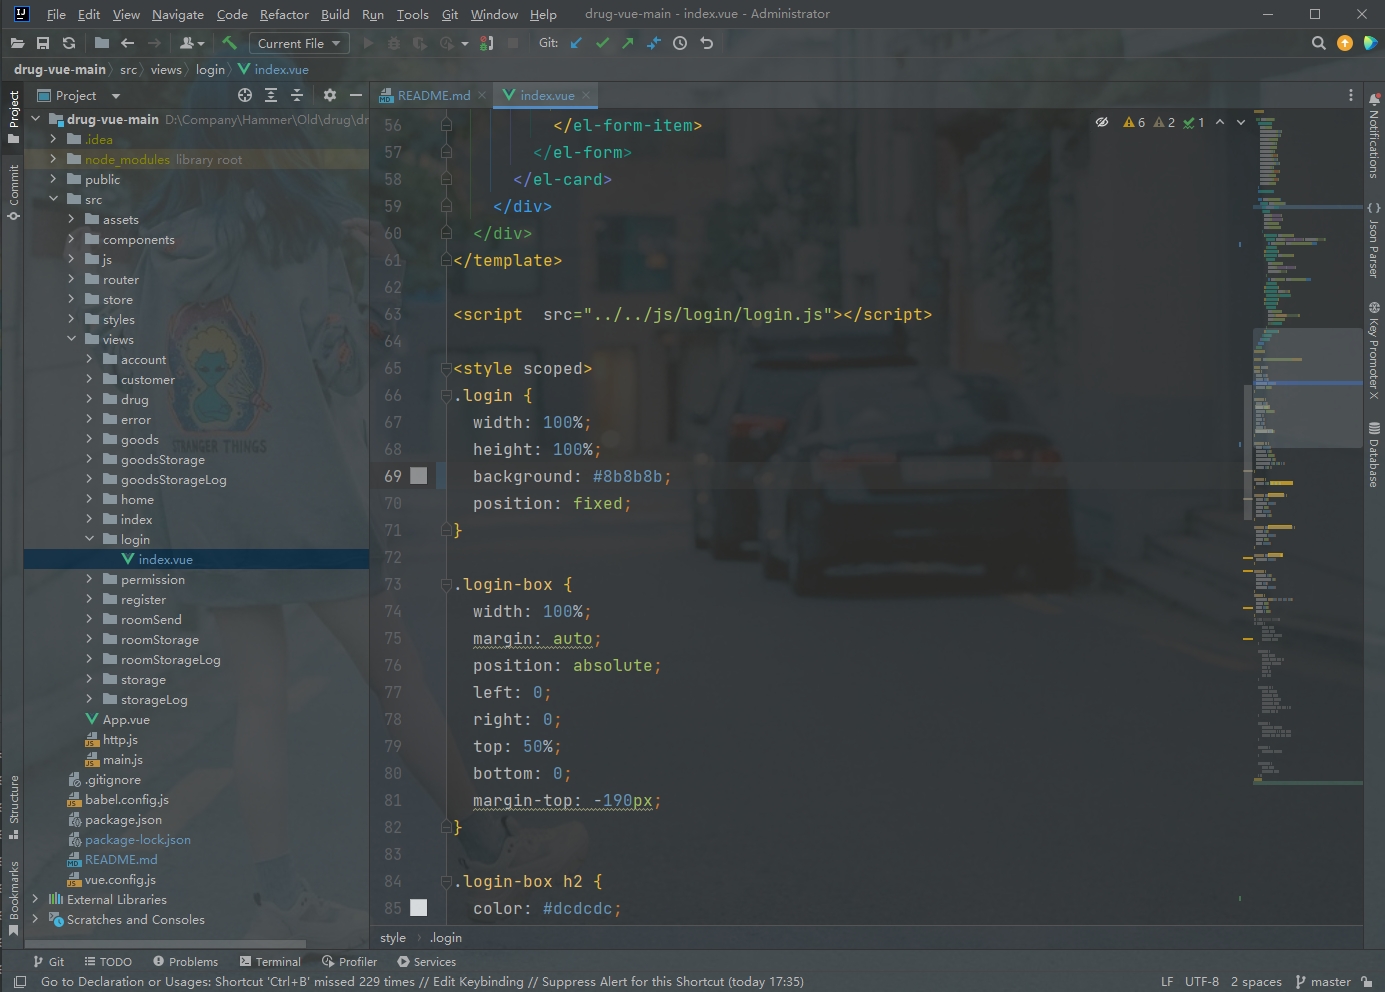 File Edit View Navigate Code Refactor Build Run Tools Git Window Help drug-vue-main - index.vue - Administrator
Current File Git:
drug-vue-main src views login index.vue
Project
README.md
index.vue
drug-vue-main D:\Company\Hammer\Old\drug\dr
.idea
node_modules library root
public
src
assets
components
js
router
store
styles
views
account
customer
drug
error
goods
goodsStorage
goodsStorageLog
home
index
login
index.vue
permission
register
roomSend
roomStorage
roomStorageLog
storage
storageLog
App.vue
http.js
main.js
.gitignore
babel.config.js
package.json
package-lock.json
README.md
vue.config.js
External Libraries
Scratches and Consoles
STRANGER THINGS
Project
Commit
Structure
Bookmarks
6 2 1
56 </el-form-item>
57 </el-form>
58 </el-card>
59 </div>
60 </div>
61 </template>
62
63 <script  src="../../js/login/login.js"></script>
64
65 <style scoped>
66 .login {
67 width: 100%;
68 height: 100%;
69 background: #8b8b8b;
70 position: fixed;
71 }
72
73 .login-box {
74 width: 100%;
75 margin: auto;
76 position: absolute;
77 left: 0;
78 right: 0;
79 top: 50%;
80 bottom: 0;
81 margin-top: -190px;
82 }
83
84 .login-box h2 {
85 color: #dcdcdc;
style .login
Notifications
Json Parser
Key Promoter X
Database
Git TODO Problems Terminal Profiler Services
Go to Declaration or Usages: Shortcut 'Ctrl+B' missed 229 times // Edit Keybinding // Suppress Alert for this Shortcut (today 17:35) LF UTF-8 2 spaces master